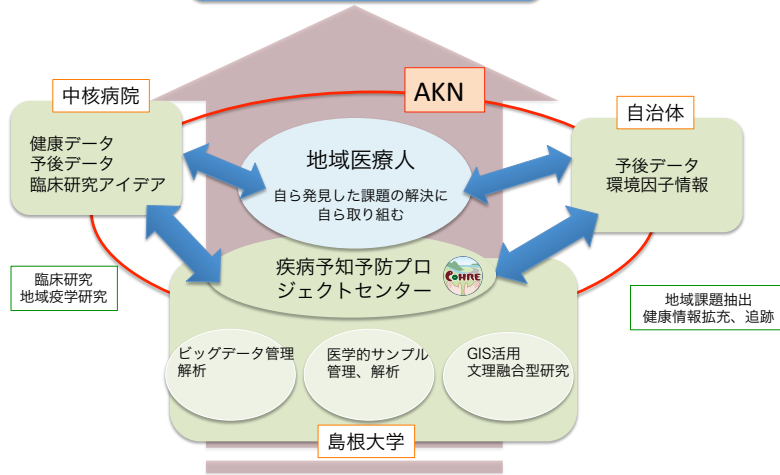 AKN
中核病院
健康データ
予後データ
臨床研究アイデア
自治体
予後データ
環境因子情報
地域医療人
自ら発見した課題の解決に
自ら取り組む
疾病予知予防プロ
ジェクトセンター
CoHRE
臨床研究
地域疫学研究
地域課題抽出
健康情報拡充、追跡
ビッグデータ管理
解析
医学的サンプル
管理、解析
GIS活用
文理融合型研究
島根大学